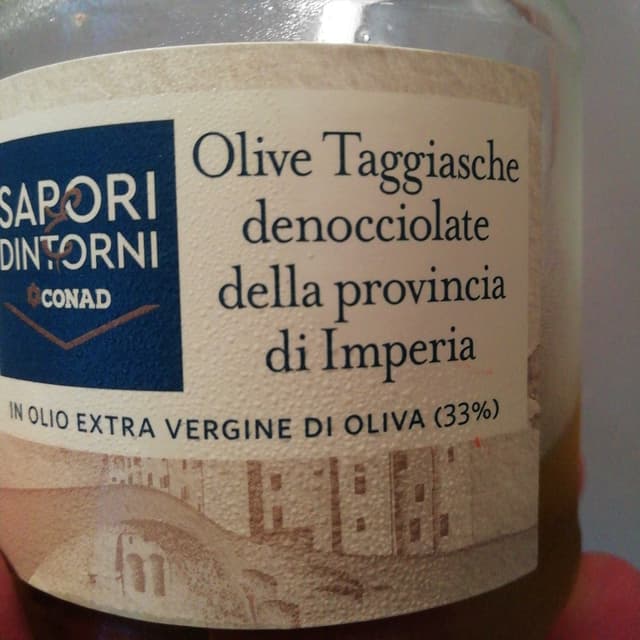 SAPORI
&
DINTORNI
CONAD
Olive Taggiasche
denocciolate
della provincia
di Imperia
IN OLIO EXTRA VERGINE DI OLIVA (33%)